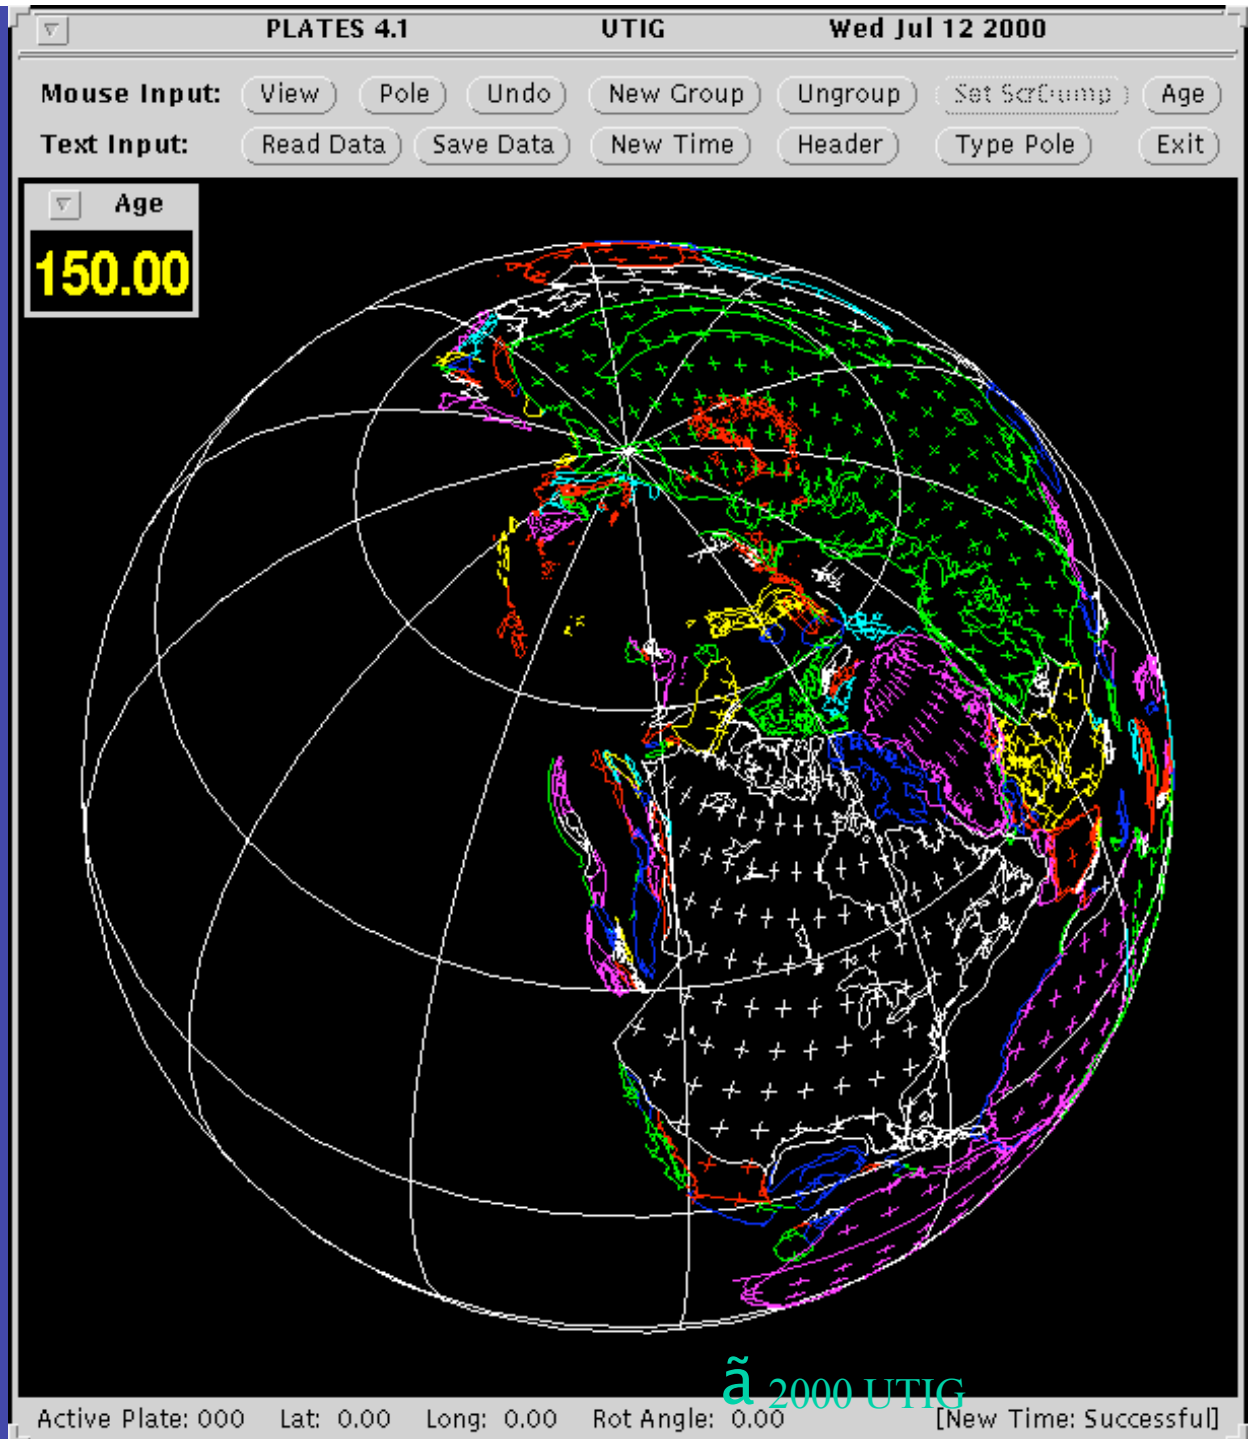 PLATES 4.1 UTIG Wed Jul 12 2000
Mouse Input: View Pole Undo New Group Ungroup Set ScrDump Age
Text Input: Read Data Save Data New Time Header Type Pole Exit
Age
150.00
ã 2000 UTIG
Active Plate: 000 Lat: 0.00 Long: 0.00 Rot Angle: 0.00 [New Time: Successful]